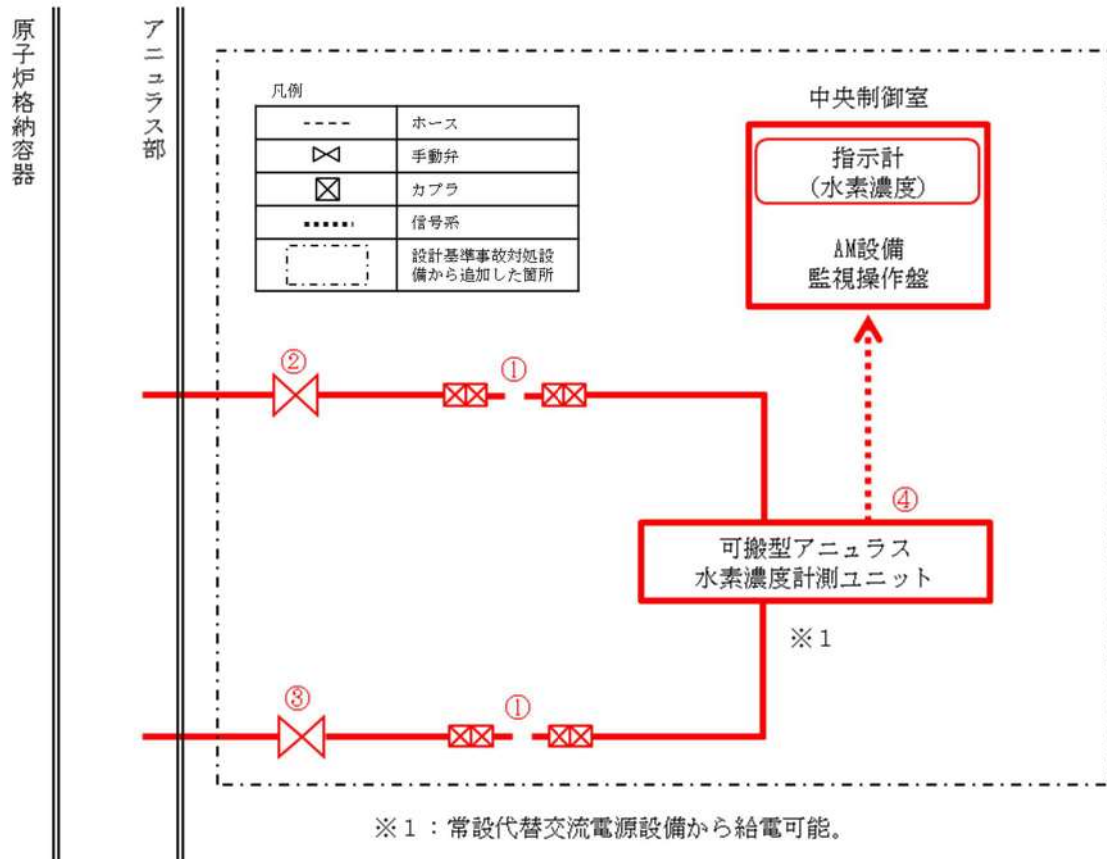 原子炉格納容器
アニュラス部
凡例
ホース
手動弁
カプラ
信号系
設計基準事故対処設
備から追加した箇所
中央制御室
指示計
(水素濃度)
AM設備
監視操作盤
②
①
④
可搬型アニュラス
水素濃度計測ユニット
※1
③
①
※1:常設代替交流電源設備から給電可能。